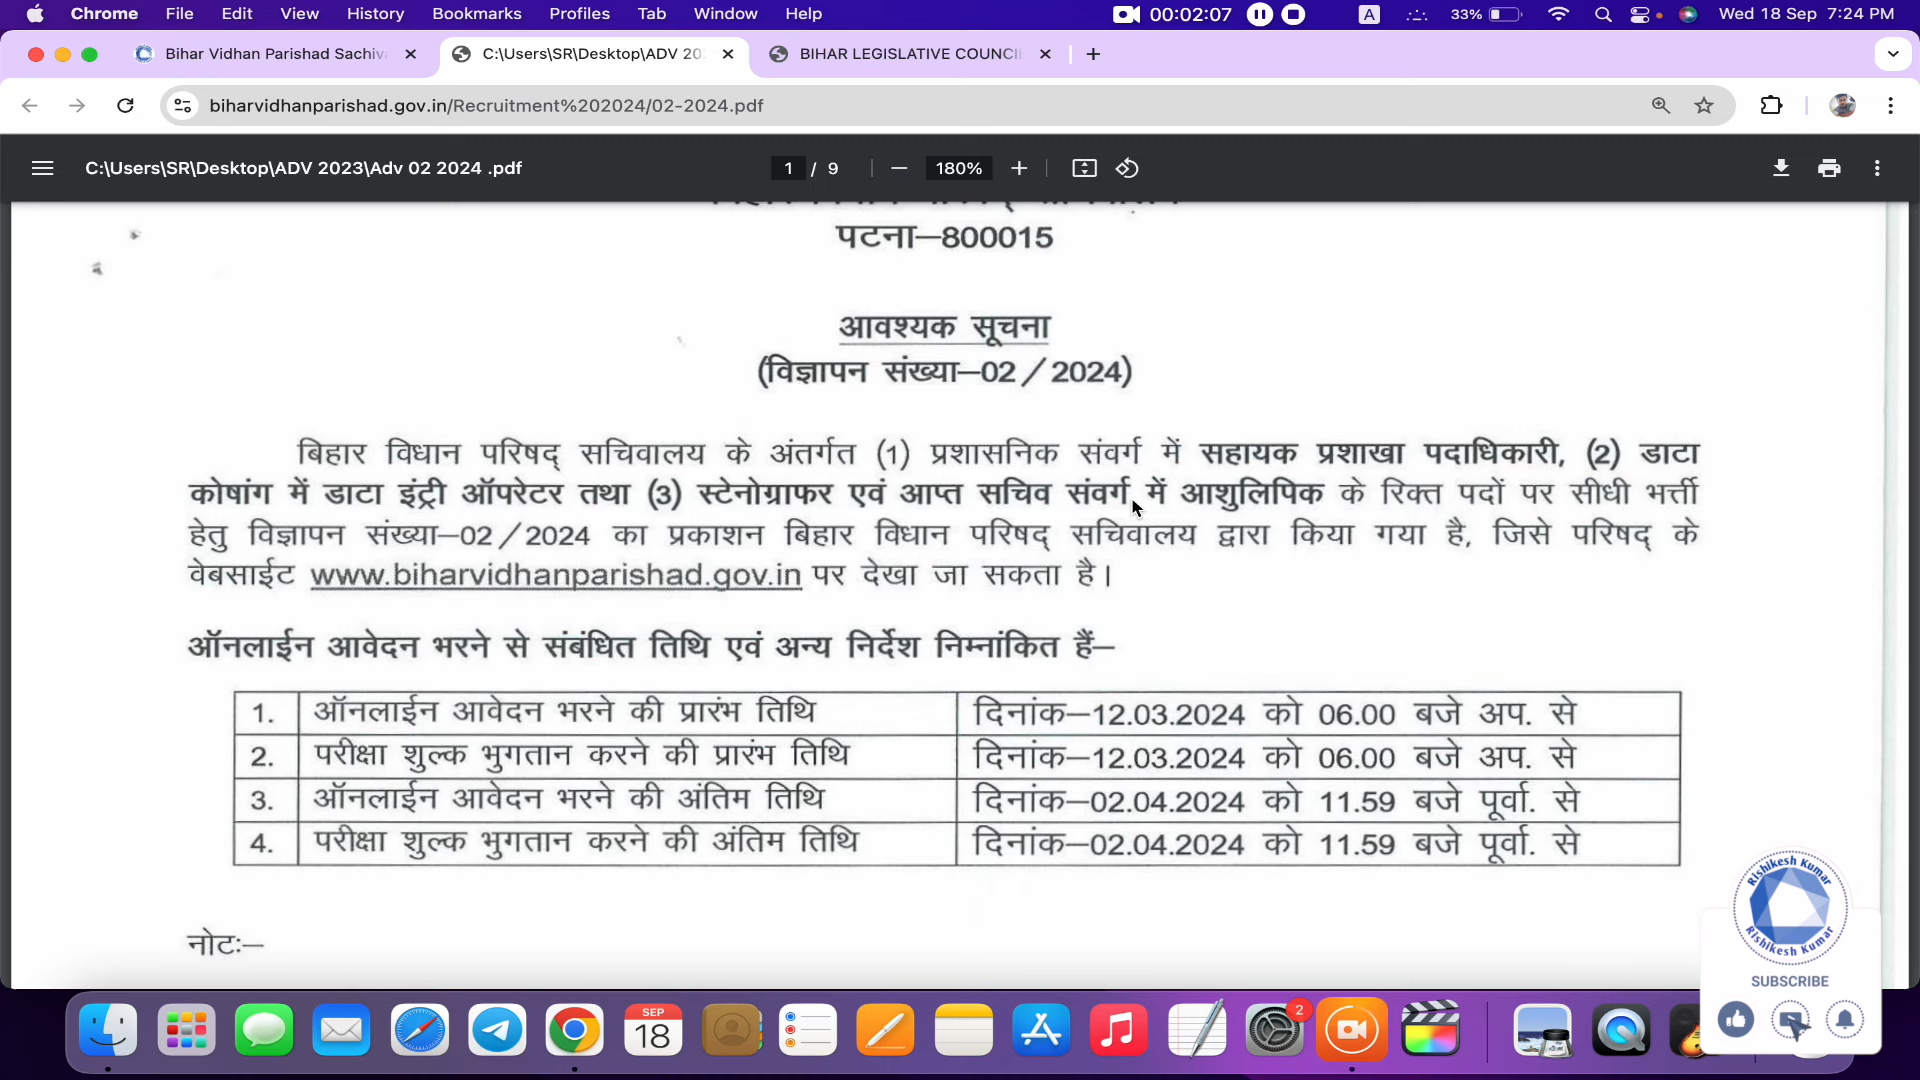 Chrome File Edit View History Bookmarks Profiles Tab Window Help 00:02:07 A 33% Wed 18 Sep 7:24 PM
Bihar Vidhan Parishad Sachiv C:\Users\SR\Desktop\ADV 20 BIHAR LEGISLATIVE COUNCIL
biharvidhanparishad.gov.in/Recruitment%202024/02-2024.pdf
C:\Users\SR\Desktop\ADV 2023\Adv 02 2024 .pdf 1 / 9 180%
पटना—800015
आवश्यक सूचना
(विज्ञापन संख्या—02/2024)
बिहार विधान परिषद् सचिवालय के अंतर्गत (1) प्रशासनिक संवर्ग में सहायक प्रशाखा पदाधिकारी, (2) डाटा
कोषांग में डाटा इंट्री ऑपरेटर तथा (3) स्टेनोग्राफर एवं आप्त सचिव संवर्ग में आशुलिपिक के रिक्त पदों पर सीधी भर्त्ती
हेतु विज्ञापन संख्या—02/2024 का प्रकाशन बिहार विधान परिषद् सचिवालय द्वारा किया गया है, जिसे परिषद् के
वेबसाईट www.biharvidhanparishad.gov.in पर देखा जा सकता है।
ऑनलाईन आवेदन भरने से संबंधित तिथि एवं अन्य निर्देश निम्नांकित हैं—
1. ऑनलाईन आवेदन भरने की प्रारंभ तिथि दिनांक—12.03.2024 को 06.00 बजे अप. से
2. परीक्षा शुल्क भुगतान करने की प्रारंभ तिथि दिनांक—12.03.2024 को 06.00 बजे अप. से
3. ऑनलाईन आवेदन भरने की अंतिम तिथि दिनांक—02.04.2024 को 11.59 बजे पूर्वा. से
4. परीक्षा शुल्क भुगतान करने की अंतिम तिथि दिनांक—02.04.2024 को 11.59 बजे पूर्वा. से
नोटः—
Rishikesh Kumar
Rishikesh Kumar
SUBSCRIBE
SEP
18
2